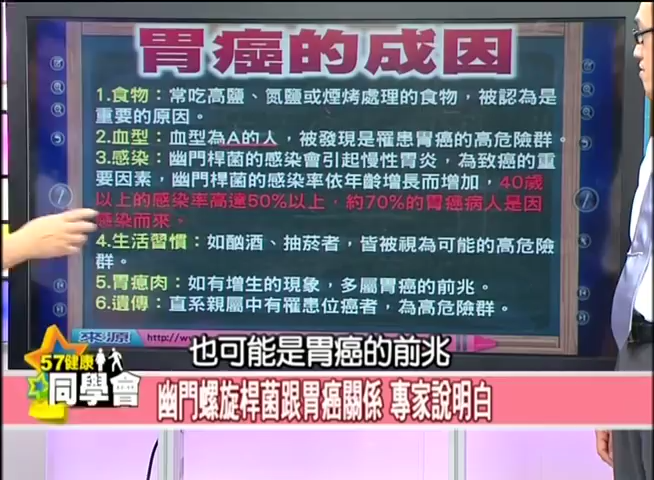 胃癌的成因
1.食物：常吃高鹽、氮鹽或煙烤處理的食物，被認為是
重要的原因。
2.血型：血型為A的人，被發現是罹患胃癌的高危險群。
3.感染：幽門桿菌的感染會引起慢性胃炎，為致癌的重
要因素，幽門桿菌的感染率依年齡增長而增加，40歲
以上的感染率高達50%以上，約70%的胃癌病人是因
感染而來。
4.生活習慣：如酗酒、抽菸者，皆被視為可能的高危險
群。
5.胃瘜肉：如有增生的現象，多屬胃癌的前兆。
6.遺傳：直系親屬中有罹患位癌者，為高危險群。
來源 http://w
也可能是胃癌的前兆
57健康
同學會
幽門螺旋桿菌跟胃癌關係 專家說明白